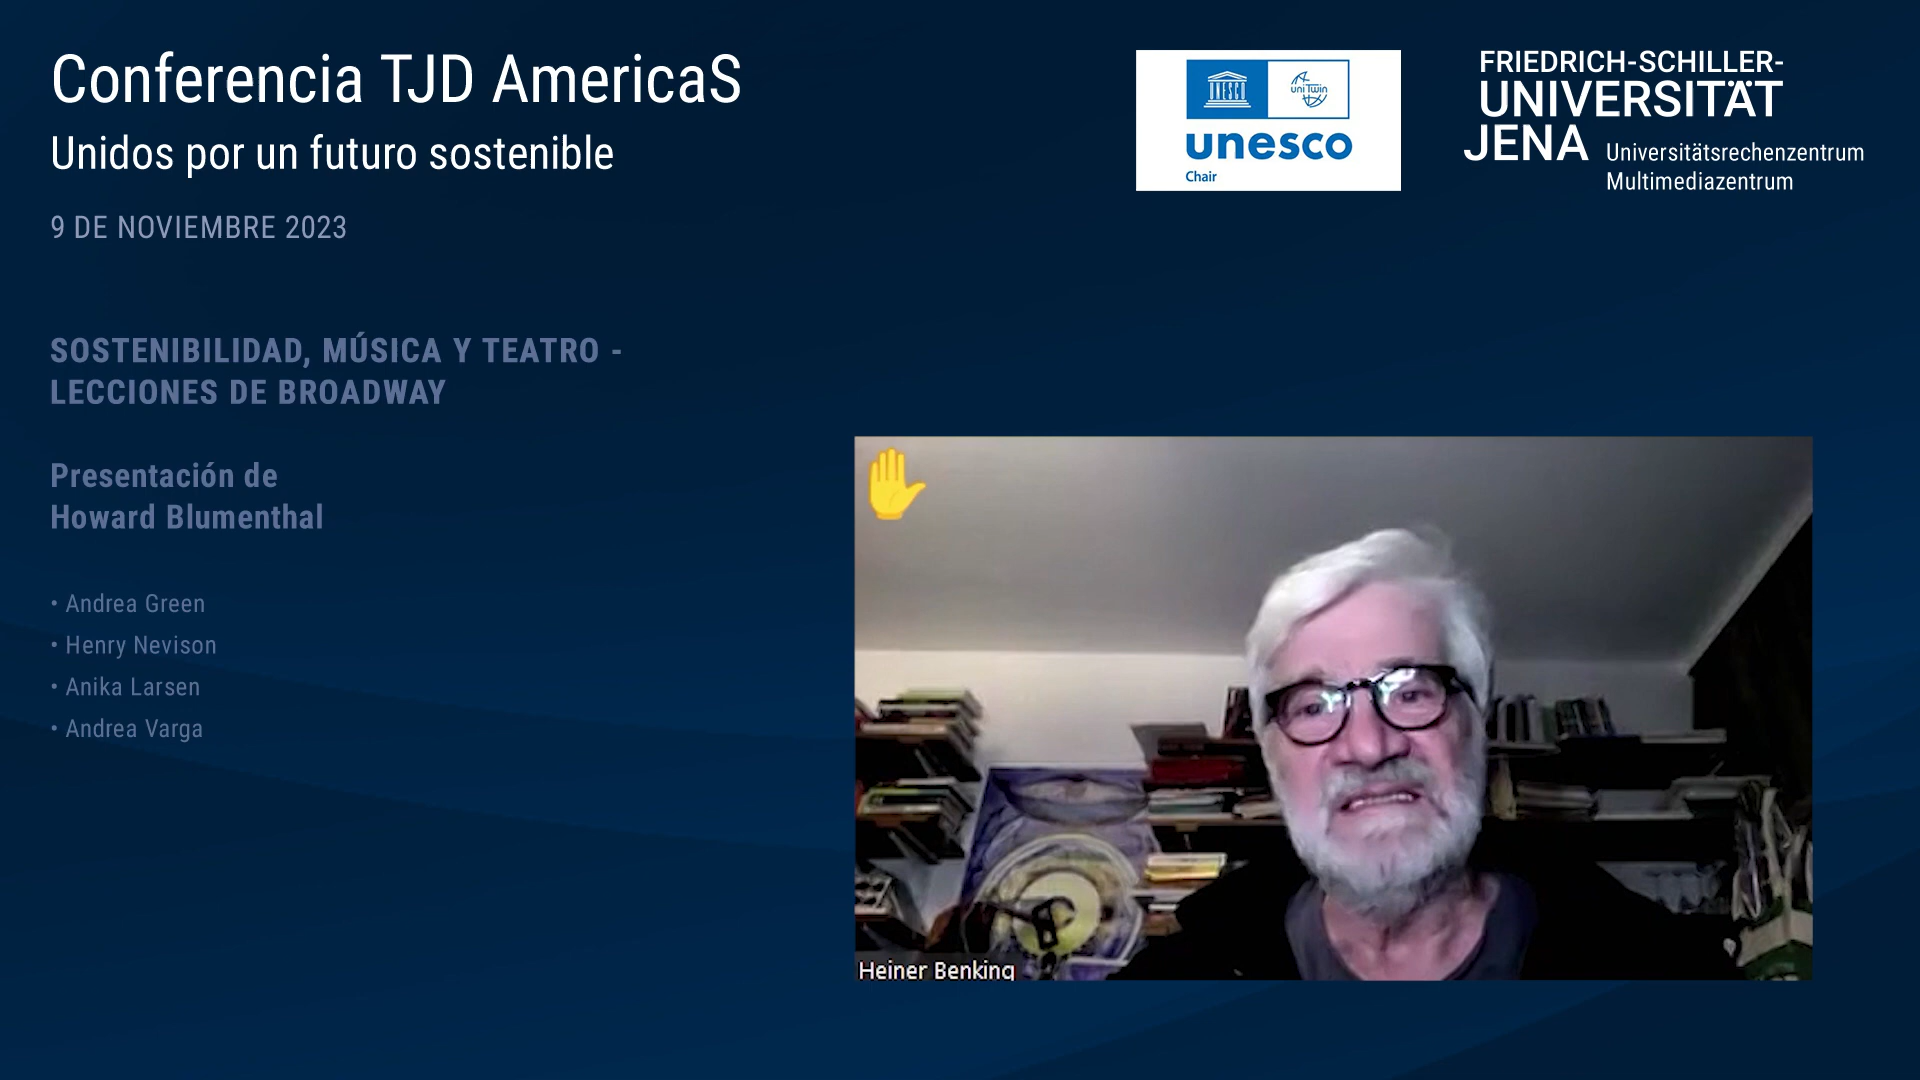 Conferencia TJD AmericaS
Unidos por un futuro sostenible
9 DE NOVIEMBRE 2023
UNESCO
uniTwin
unesco
Chair
FRIEDRICH-SCHILLER-
UNIVERSITÄT
JENA Universitätsrechenzentrum
Multimediazentrum
SOSTENIBILIDAD, MÚSICA Y TEATRO -
LECCIONES DE BROADWAY
Presentación de
Howard Blumenthal
• Andrea Green
• Henry Nevison
• Anika Larsen
• Andrea Varga
Heiner Benking